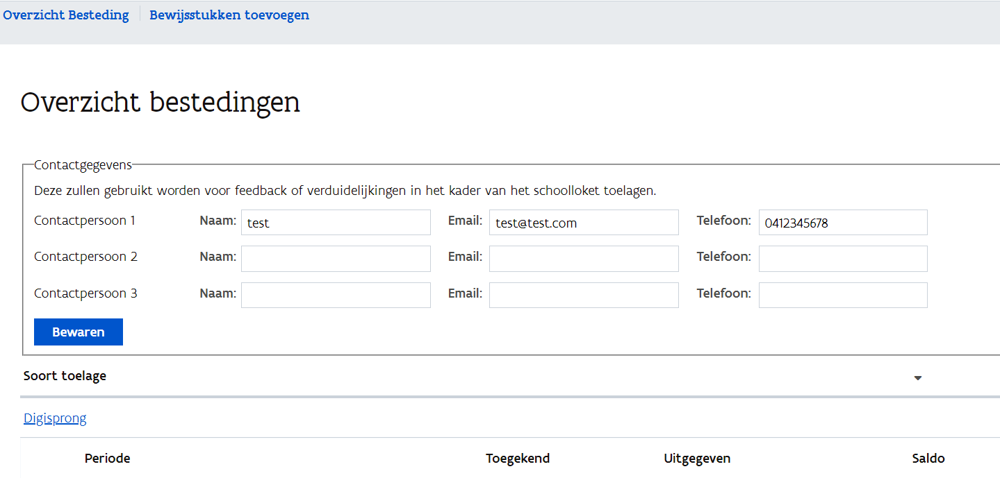 Overzicht Besteding Bewijsstukken toevoegen
Overzicht bestedingen
Contactgegevens
Deze zullen gebruikt worden voor feedback of verduidelijkingen in het kader van het schoolloket toelagen.
Contactpersoon 1 Naam: test Email: test@test.com Telefoon: 0412345678
Contactpersoon 2 Naam: Email: Telefoon:
Contactpersoon 3 Naam: Email: Telefoon:
Bewaren
Soort toelage
Digisprong
Periode Toegekend Uitgegeven Saldo